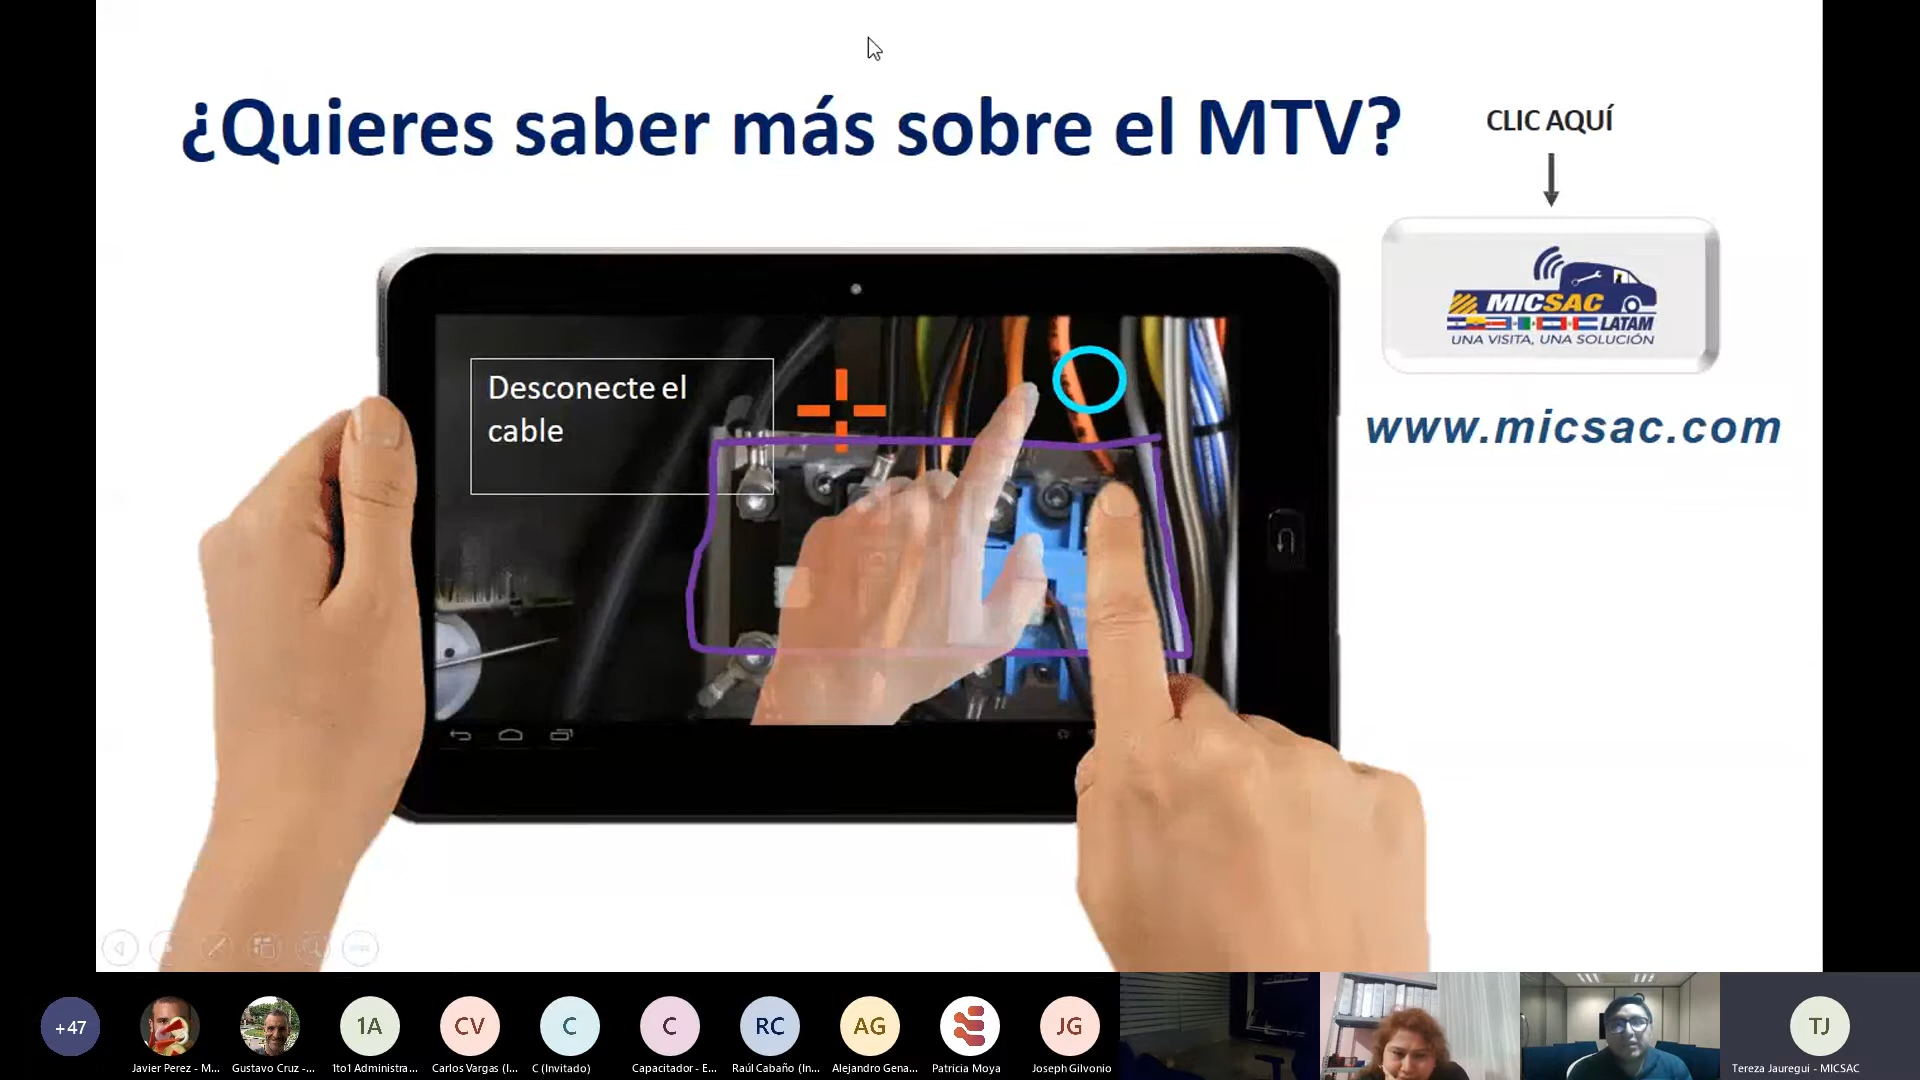 ¿Quieres saber más sobre el MTV?
CLIC AQUÍ
MICSAC
LATAM
UNA VISITA, UNA SOLUCIÓN
www.micsac.com
Desconecte el
cable
+47
1A
CV
C
C
RC
AG
JG
TJ
Javier Perez - M...
Gustavo Cruz -...
1to1 Administra...
Carlos Vargas (I...
C (Invitado)
Capacitador - E...
Raúl Cabaño (In...
Alejandro Gena...
Patricia Moya
Joseph Gilvonio
Tereza Jauregui - MICSAC